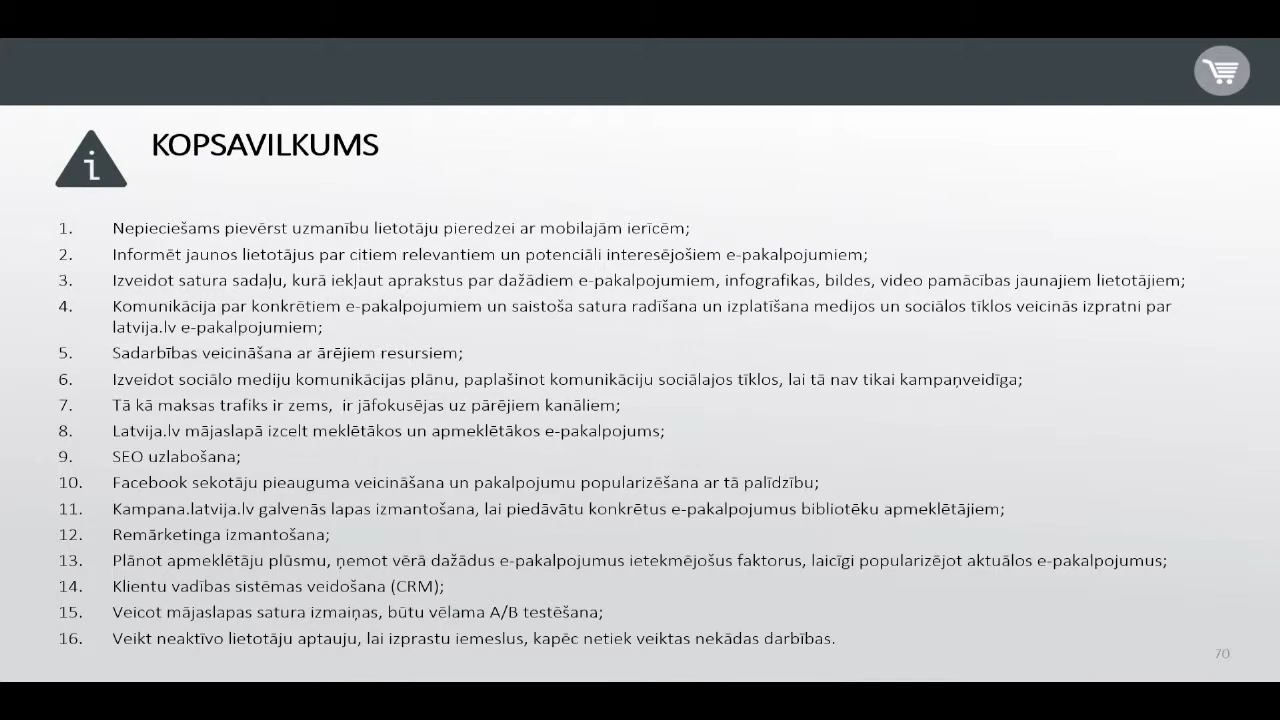 KOPSAVILKUMS
1. Nepieciešams pievērst uzmanību lietotāju pieredzei ar mobilajām ierīcēm;
2. Informēt jaunos lietotājus par citiem relevantiem un potenciāli interesējošiem e-pakalpojumiem;
3. Izveidot satura sadaļu, kurā iekļaut aprakstus par dažādiem e-pakalpojumiem, infografikas, bildes, video pamācības jaunajiem lietotājiem;
4. Komunikācija par konkrētiem e-pakalpojumiem un saistoša satura radīšana un izplatīšana medijos un sociālos tīklos veicinās izpratni par
latvija.lv e-pakalpojumiem;
5. Sadarbības veicināšana ar ārējiem resursiem;
6. Izveidot sociālo mediju komunikācijas plānu, paplašinot komunikāciju sociālajos tīklos, lai tā nav tikai kampaņveidīga;
7. Tā kā maksas trafiks ir zems,  ir jāfokusējas uz pārējiem kanāliem;
8. Latvija.lv mājaslapā izcelt meklētākos un apmeklētākos e-pakalpojums;
9. SEO uzlabošana;
10. Facebook sekotāju pieauguma veicināšana un pakalpojumu popularizēšana ar tā palīdzību;
11. Kampana.latvija.lv galvenās lapas izmantošana, lai piedāvātu konkrētus e-pakalpojumus bibliotēku apmeklētājiem;
12. Remārketinga izmantošana;
13. Plānot apmeklētāju plūsmu, ņemot vērā dažādus e-pakalpojumus ietekmējošus faktorus, laicīgi popularizējot aktuālos e-pakalpojumus;
14. Klientu vadības sistēmas veidošana (CRM);
15. Veicot mājaslapas satura izmaiņas, būtu vēlama A/B testēšana;
16. Veikt neaktīvo lietotāju aptauju, lai izprastu iemeslus, kapēc netiek veiktas nekādas darbības.
70